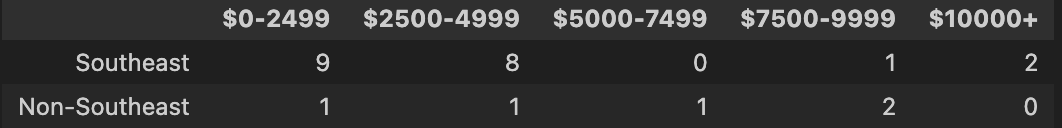 $0-2499 $2500-4999 $5000-7499 $7500-9999 $10000+
Southeast 9 8 0 1 2
Non-Southeast 1 1 1 2 0